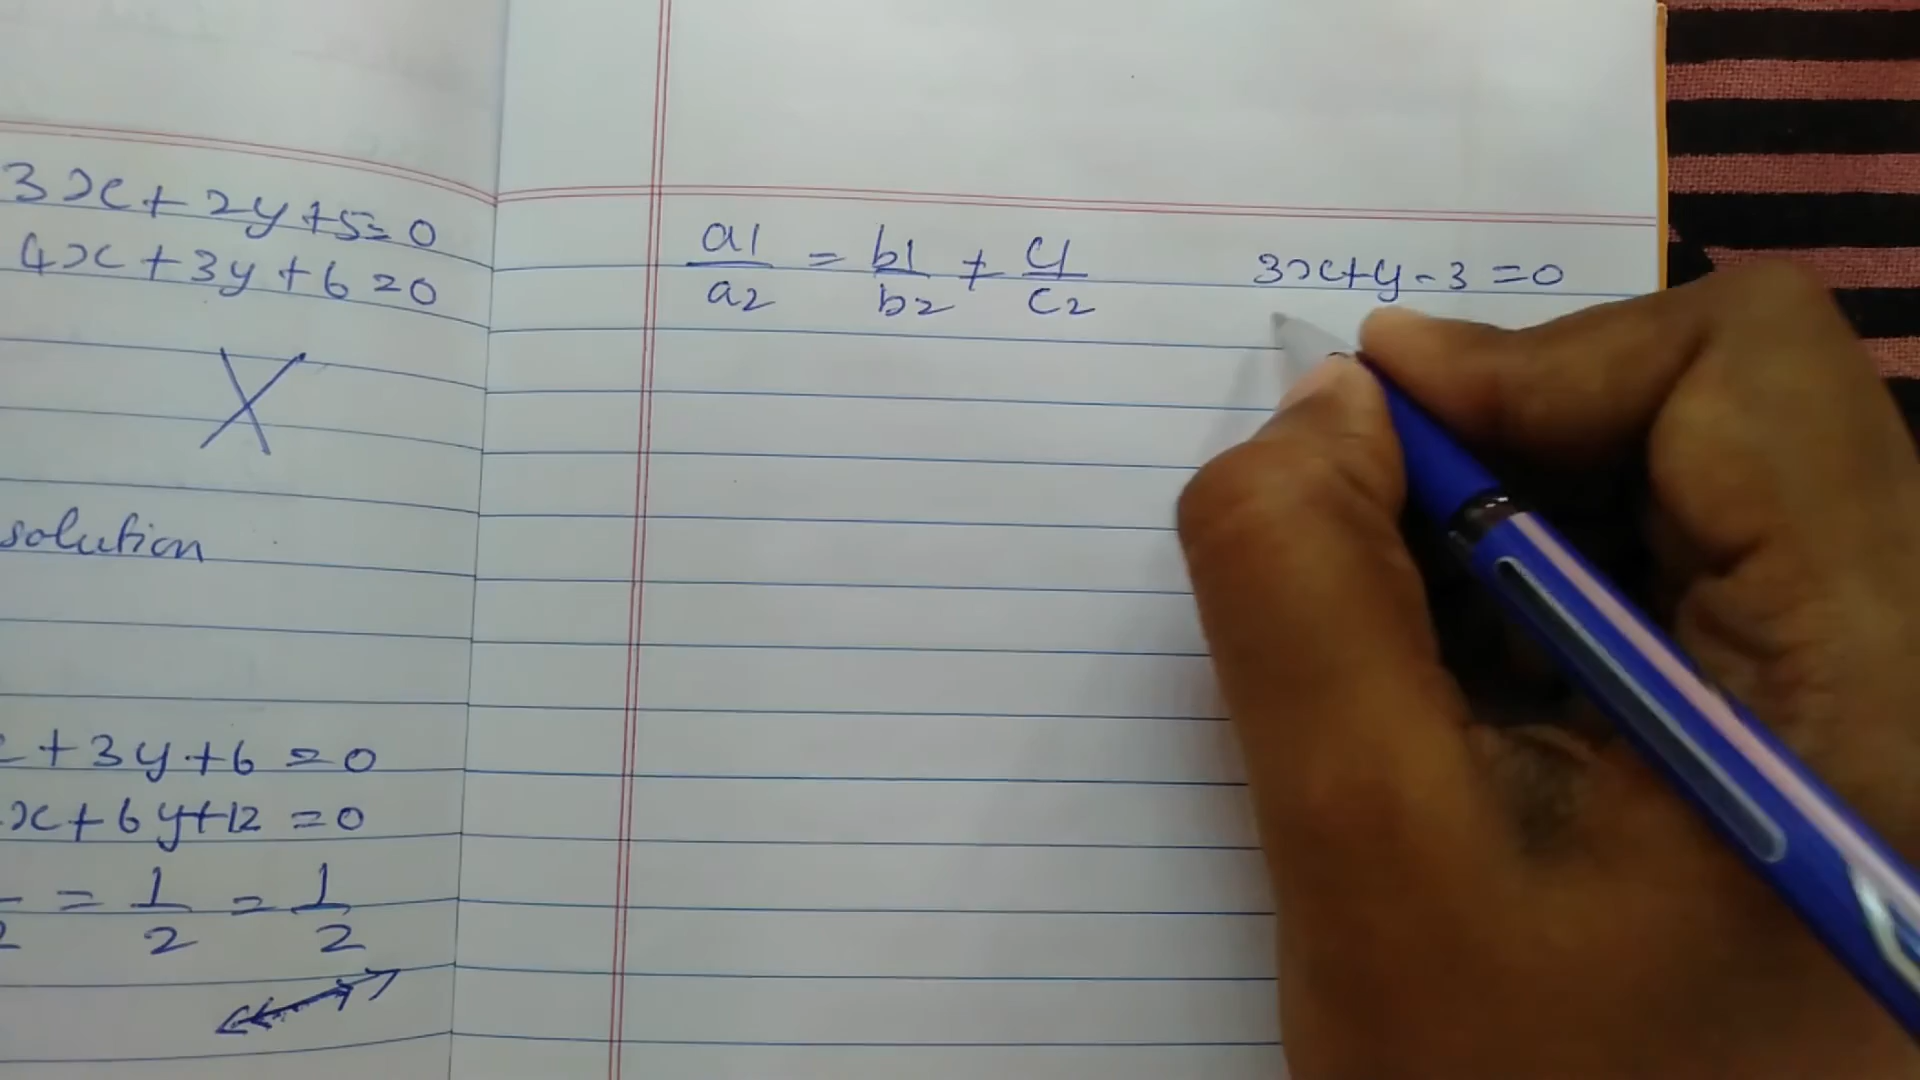 3x+2y+5=0
4x+3y+6=0
solution
+3y+6=0
x+6y+12=0
= 1/2 = 1/2
a1/a2 = b1/b2 ≠ c1/c2
3x+y-3=0